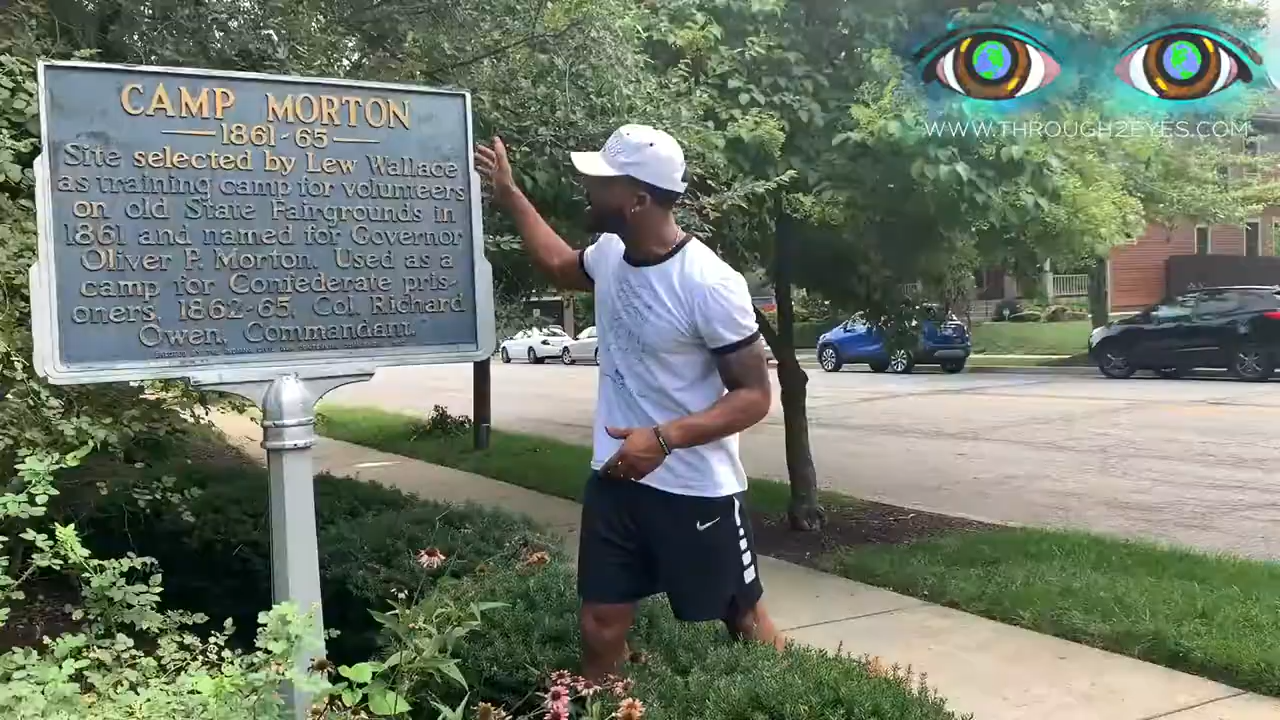 CAMP MORTON
1861-65
Site selected by Lew Wallace
as training camp for volunteers
on old State Fairgrounds in
1861 and named for Governor
Oliver P. Morton. Used as a
camp for Confederate pris-
oners, 1862-65. Col. Richard
Owen, Commandant.
WWW.THROUGH2EYES.COM